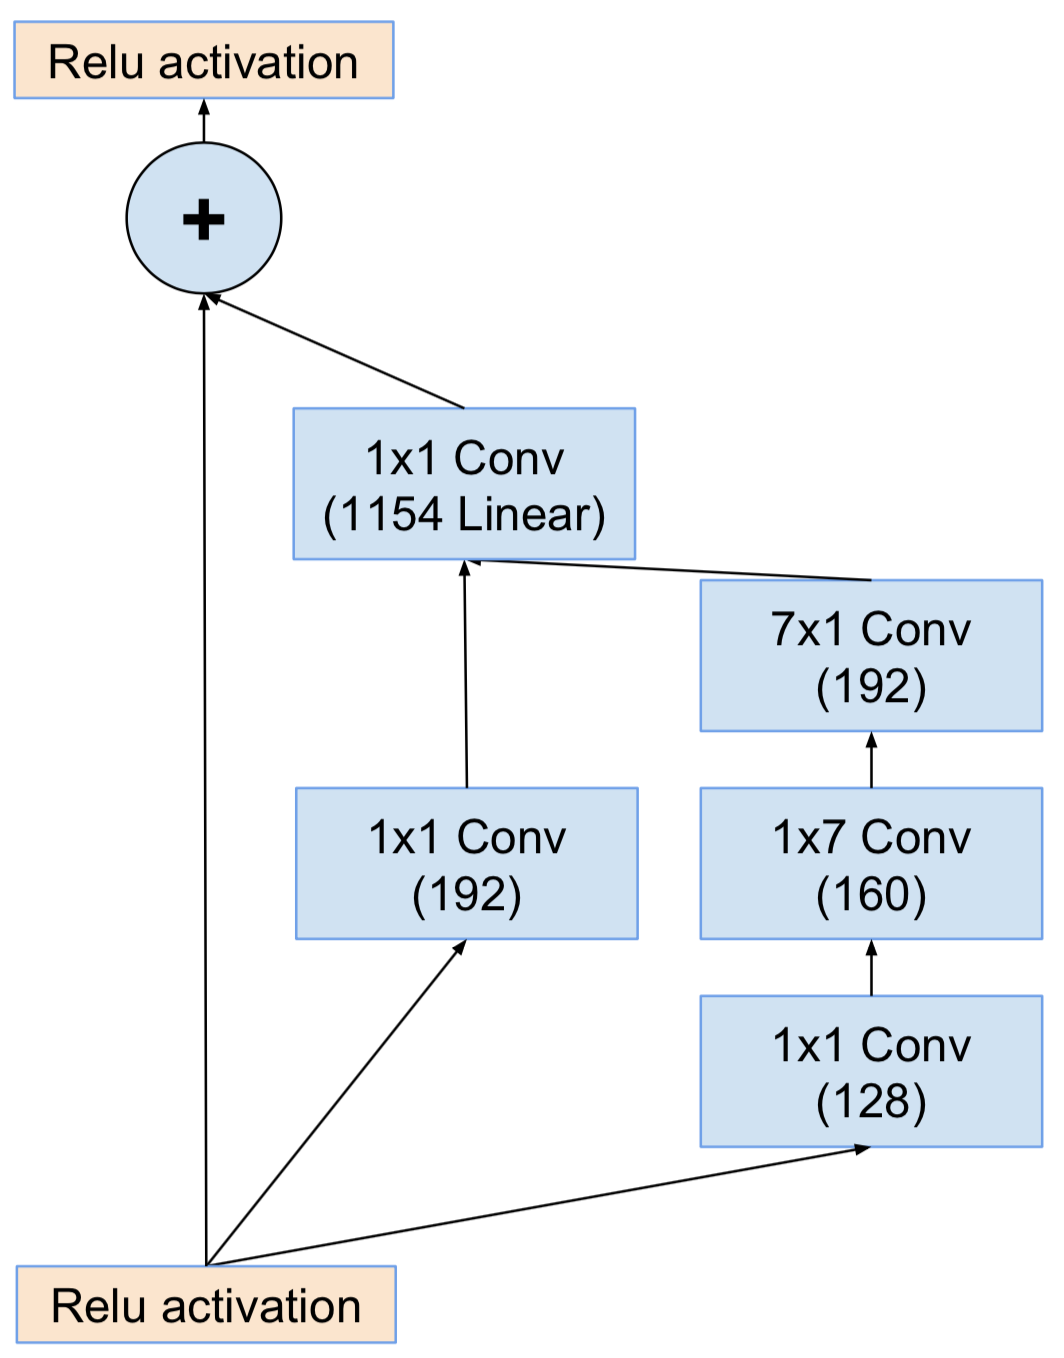 Relu activation
+
1x1 Conv
(1154 Linear)
7x1 Conv
(192)
1x1 Conv
(192)
1x7 Conv
(160)
1x1 Conv
(128)
Relu activation